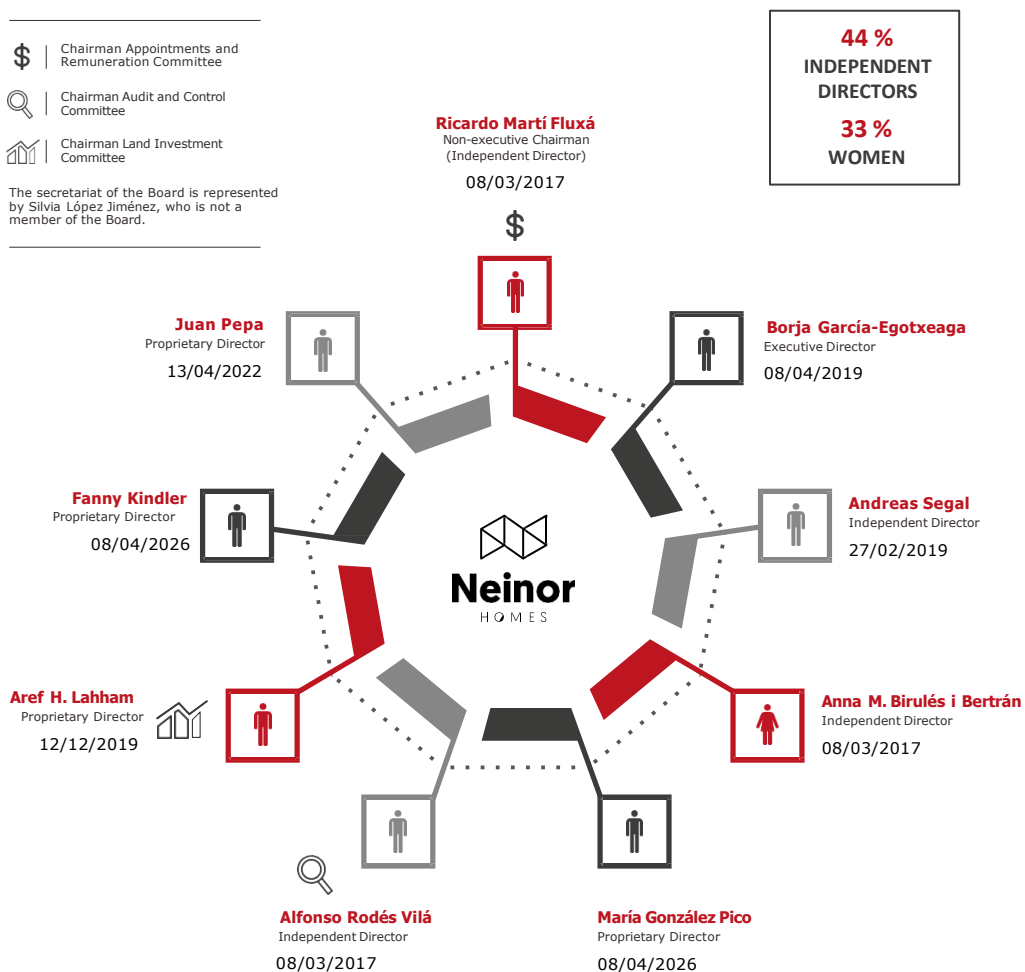 $
Chairman Appointments and
Remuneration Committee
Chairman Audit and Control
Committee
Chairman Land Investment
Committee
The secretariat of the Board is represented
by Silvia López Jiménez, who is not a
member of the Board.
44 %
INDEPENDENT
DIRECTORS
33 %
WOMEN
Ricardo Martí Fluxá
Non-executive Chairman
(Independent Director)
08/03/2017
$
Juan Pepa
Proprietary Director
13/04/2022
Borja García-Egotxeaga
Executive Director
08/04/2019
Fanny Kindler
Proprietary Director
08/04/2026
Andreas Segal
Independent Director
27/02/2019
Neinor
HOMES
Aref H. Lahham
Proprietary Director
12/12/2019
Anna M. Birulés i Bertrán
Independent Director
08/03/2017
Alfonso Rodés Vilá
Independent Director
08/03/2017
María González Pico
Proprietary Director
08/04/2026